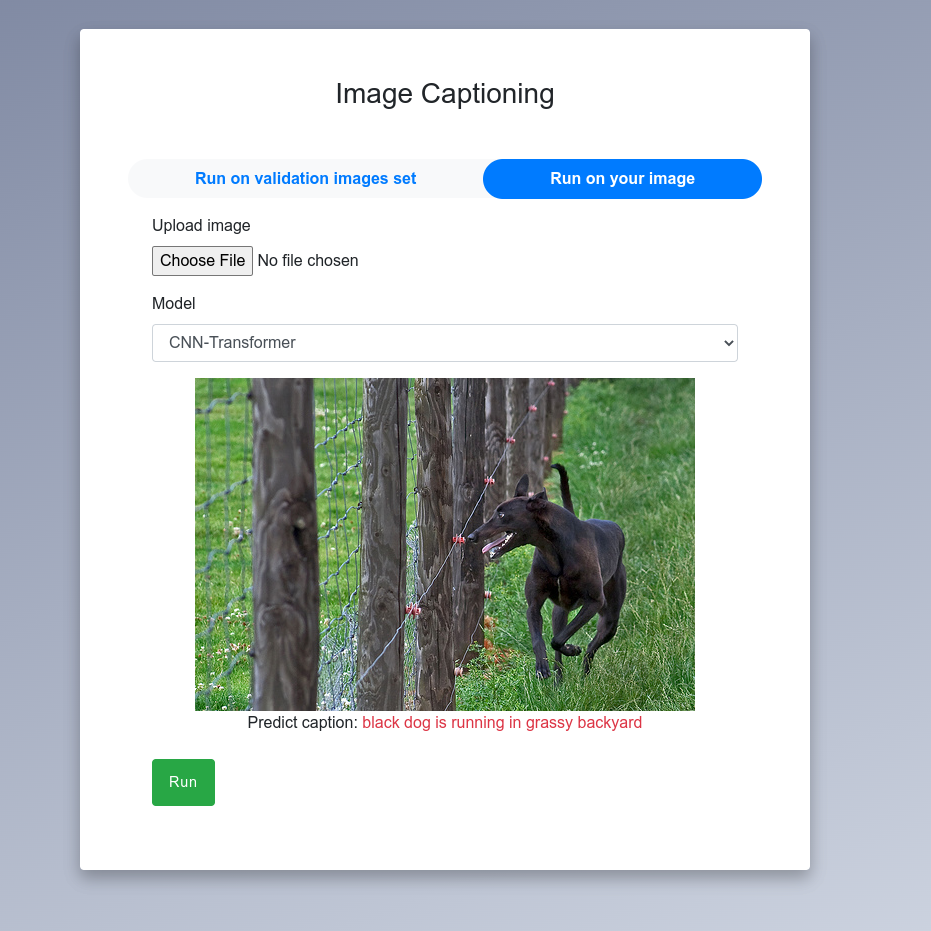 Image Captioning
Run on validation images set
Run on your image
Upload image
Choose File No file chosen
Model
CNN-Transformer
Predict caption: black dog is running in grassy backyard
Run